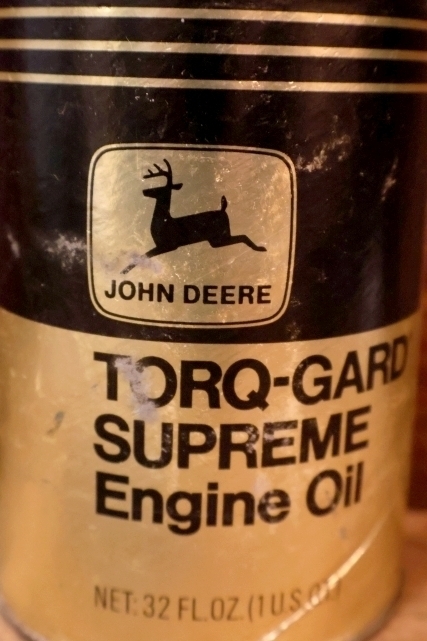 JOHN DEERE
TORQ-GARD
SUPREME
Engine Oil
NET: 32 FL. OZ. (1 U.S.